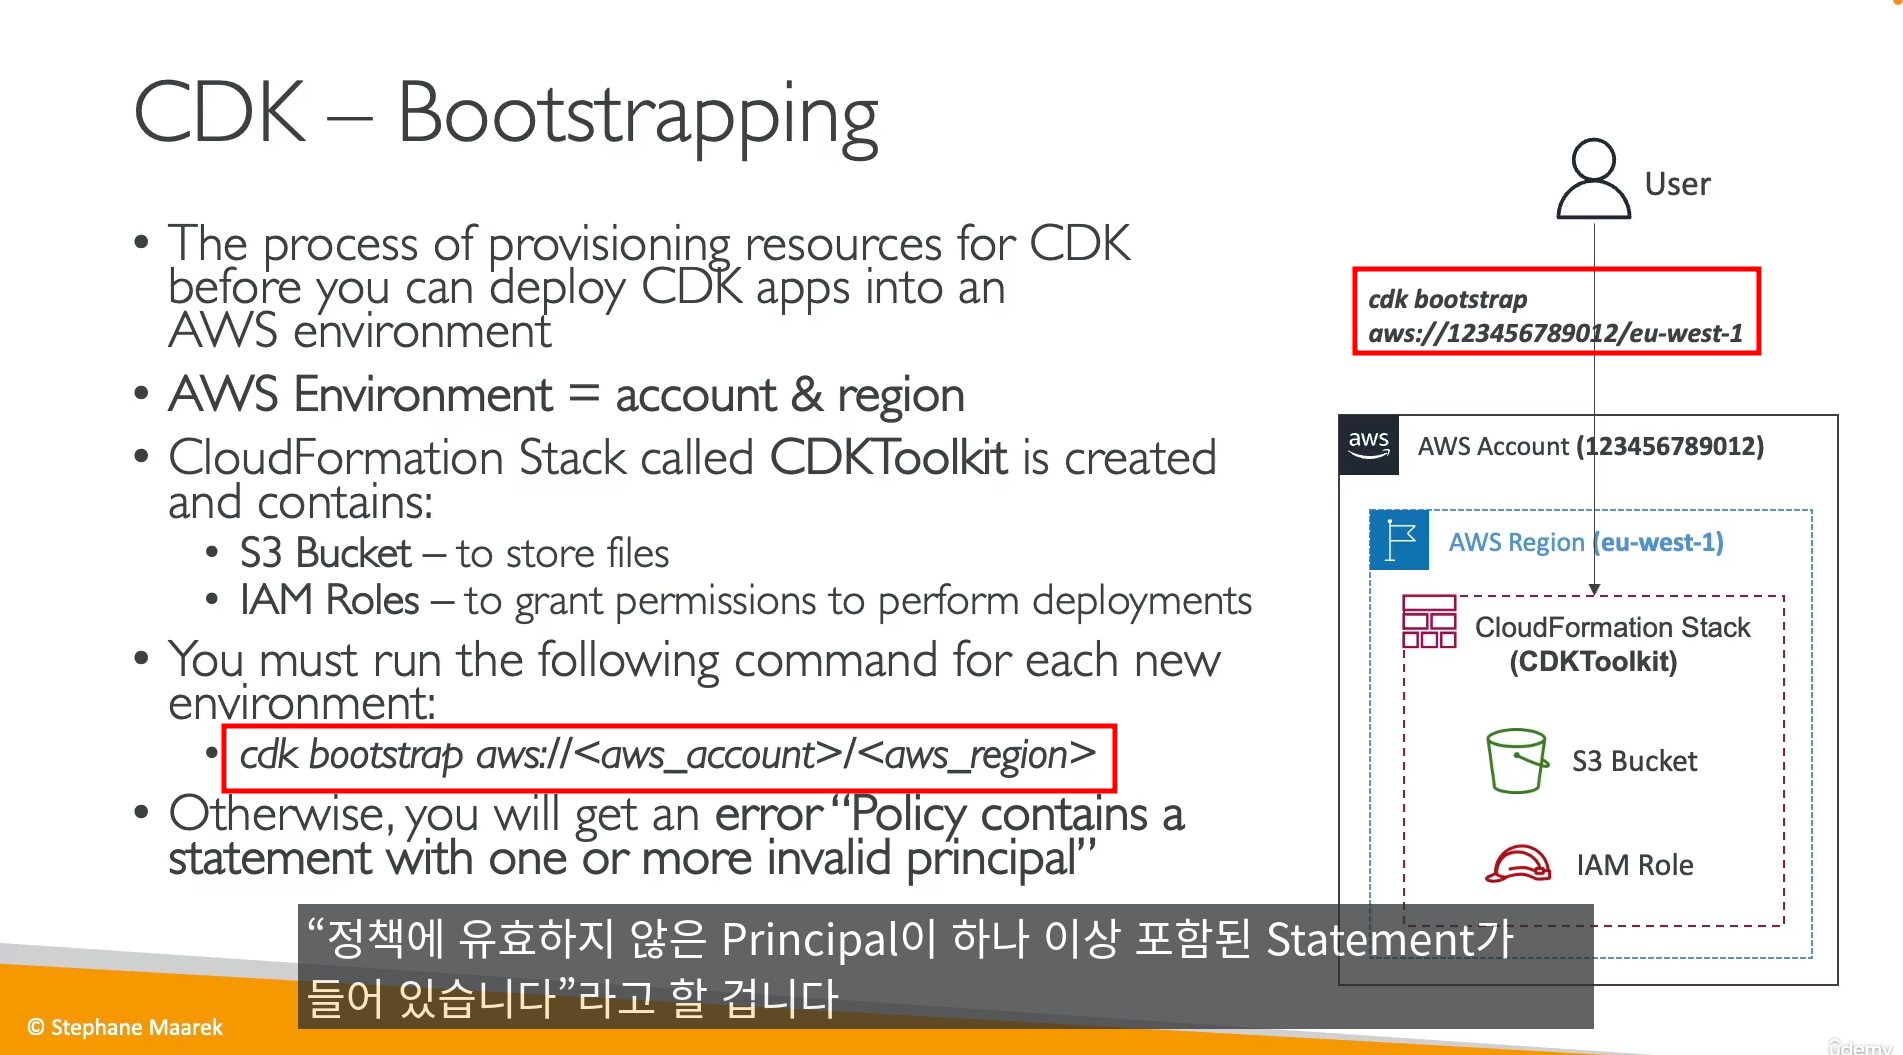 CDK – Bootstrapping
• The process of provisioning resources for CDK
before you can deploy CDK apps into an
AWS environment
• AWS Environment = account & region
• CloudFormation Stack called CDKToolkit is created
and contains:
• S3 Bucket – to store files
• IAM Roles – to grant permissions to perform deployments
• You must run the following command for each new
environment:
• cdk bootstrap aws://<aws_account>/<aws_region>
• Otherwise, you will get an error “Policy contains a
statement with one or more invalid principal”
User
cdk bootstrap
aws://123456789012/eu-west-1
aws
AWS Account (123456789012)
AWS Region (eu-west-1)
CloudFormation Stack
(CDKToolkit)
S3 Bucket
IAM Role
“정책에 유효하지 않은 Principal이 하나 이상 포함된 Statement가
들어 있습니다”라고 할 겁니다
© Stephane Maarek
ûdemy